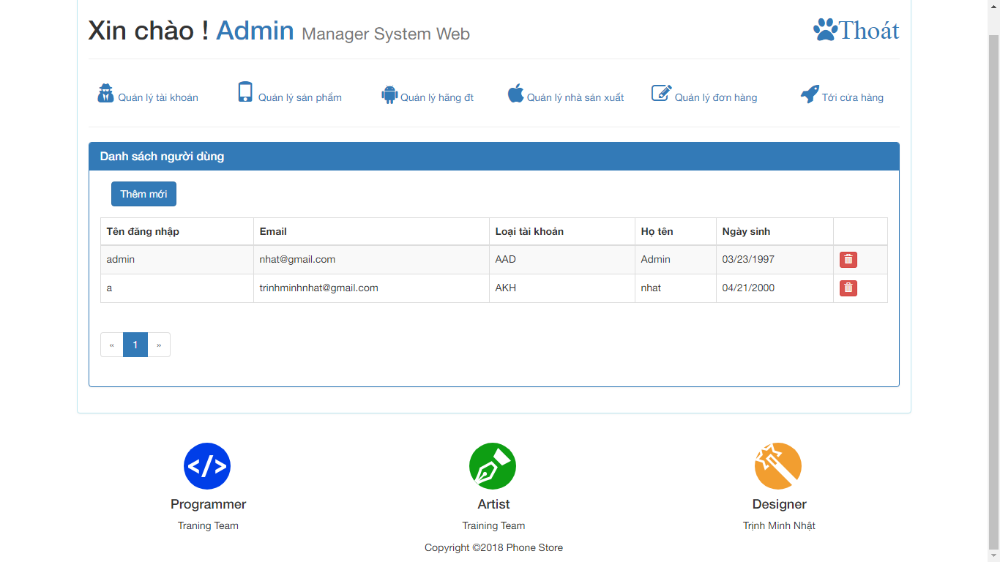 Xin chào ! Admin Manager System Web
Thoát
Quản lý tài khoản
Quản lý sản phẩm
Quản lý hãng đt
Quản lý nhà sản xuất
Quản lý đơn hàng
Tới cửa hàng
Danh sách người dùng
Thêm mới
Tên đăng nhập Email Loại tài khoản Họ tên Ngày sinh
admin nhat@gmail.com AAD Admin 03/23/1997
a trinhminhnhat@gmail.com AKH nhat 04/21/2000
« 1 »
Programmer Artist Designer
Traning Team Training Team Trịnh Minh Nhật
Copyright ©2018 Phone Store